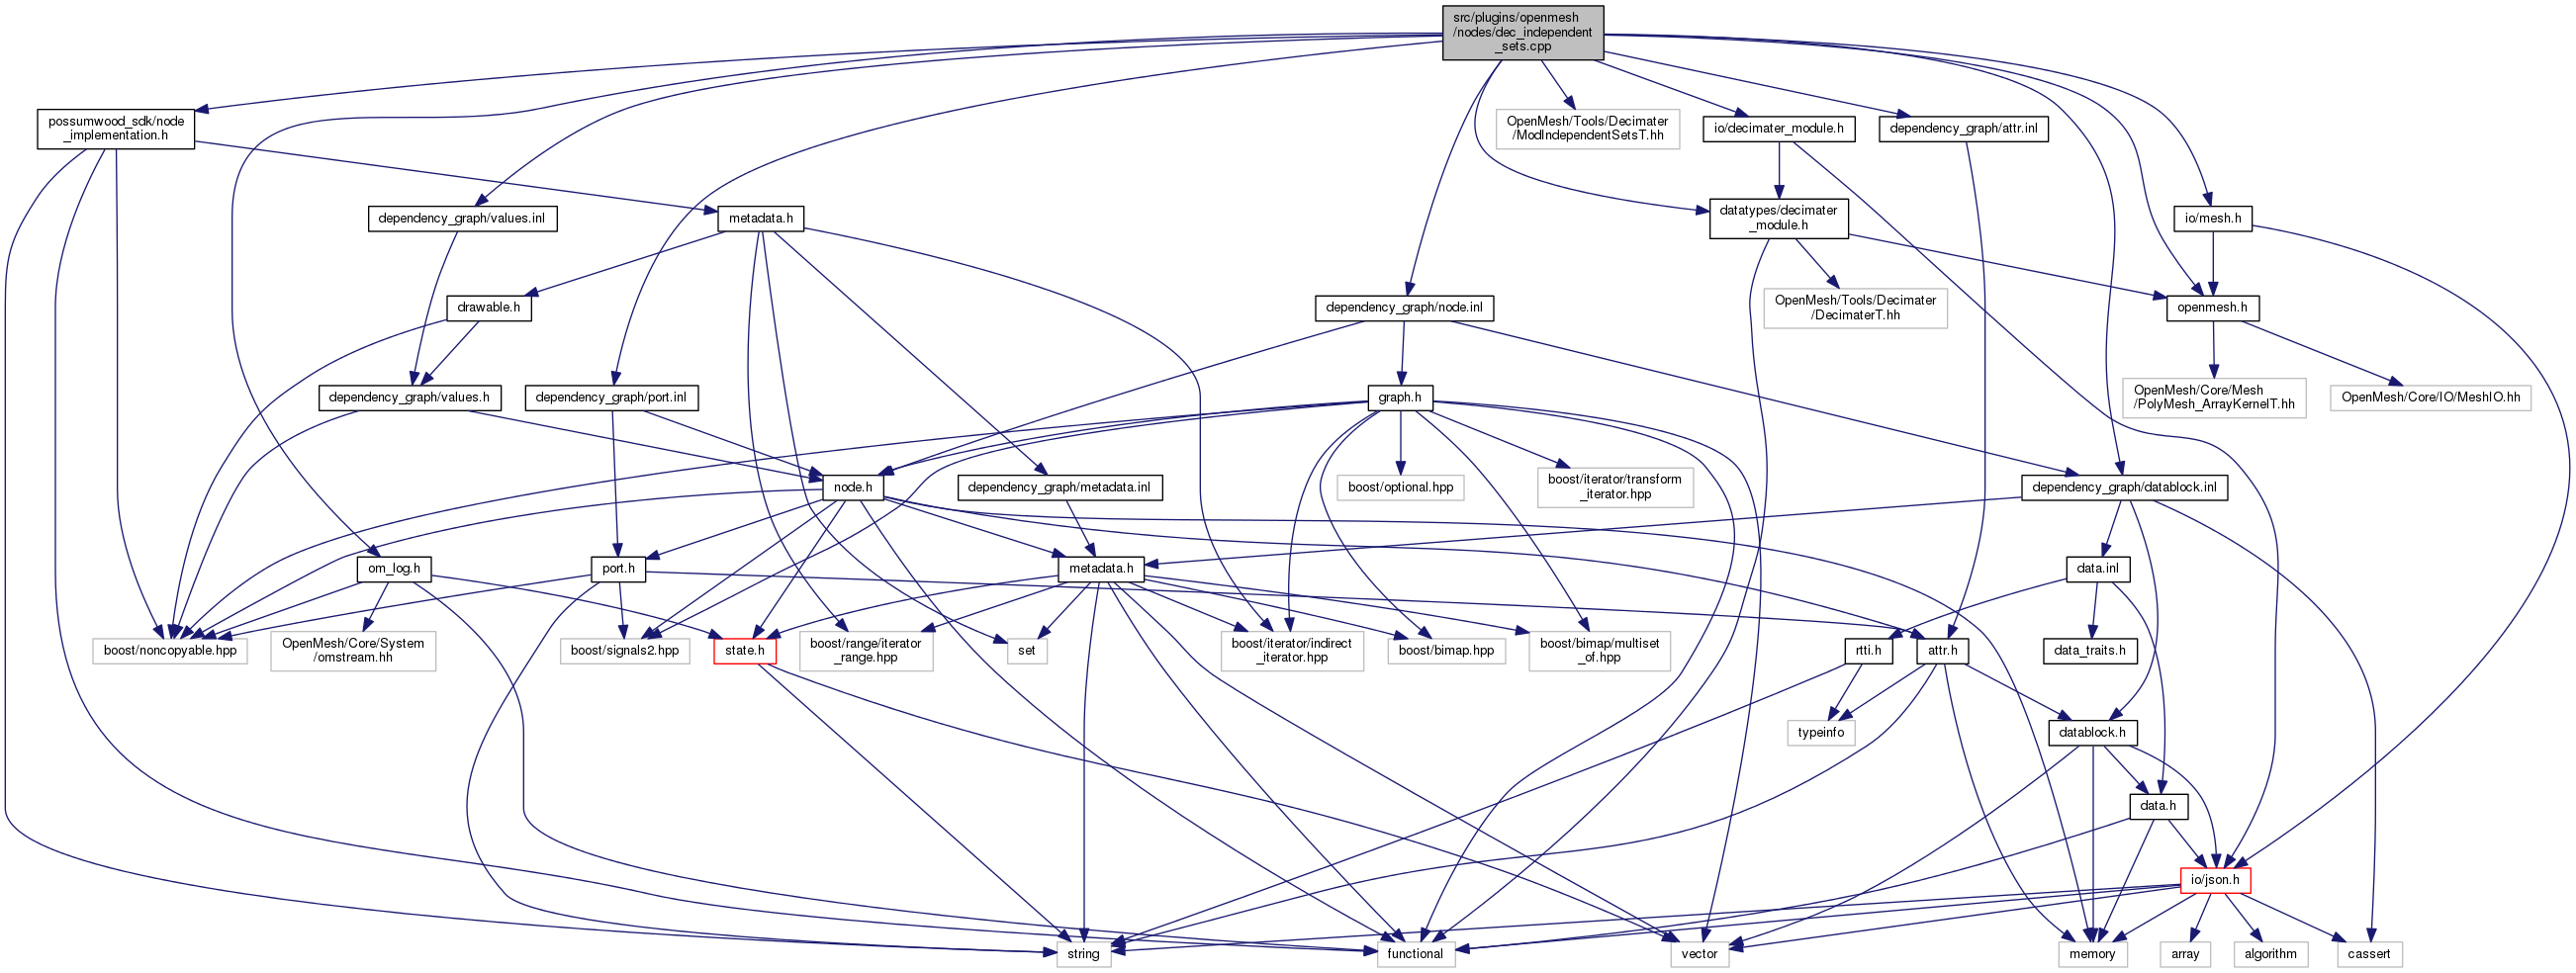 src/plugins/openmesh
/nodes/dec_independent
_sets.cpp
possumwood_sdk/node
_implementation.h
OpenMesh/Tools/Decimater
/ModIndependentSetsT.hh
io/decimater_module.h
dependency_graph/attr.inl
dependency_graph/values.inl
metadata.h
datatypes/decimater
_module.h
io/mesh.h
drawable.h
dependency_graph/node.inl
OpenMesh/Tools/Decimater
/DecimaterT.hh
openmesh.h
dependency_graph/values.h
dependency_graph/port.inl
graph.h
OpenMesh/Core/Mesh
/PolyMesh_ArrayKernelT.hh
OpenMesh/Core/IO/MeshIO.hh
node.h
dependency_graph/metadata.inl
boost/optional.hpp
boost/iterator/transform
_iterator.hpp
dependency_graph/datablock.inl
om_log.h
port.h
metadata.h
data.inl
boost/noncopyable.hpp
OpenMesh/Core/System
/omstream.hh
boost/signals2.hpp
state.h
boost/range/iterator
_range.hpp
set
boost/iterator/indirect
_iterator.hpp
boost/bimap.hpp
boost/bimap/multiset
_of.hpp
rtti.h
attr.h
data_traits.h
typeinfo
datablock.h
data.h
io/json.h
string
functional
vector
memory
array
algorithm
cassert